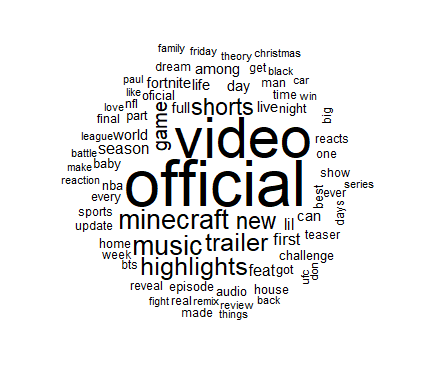 family friday theory christmas
dream among get black
paul fortnite life day man car
like oficial full shorts live time win
love nfl game night big
final part
league world video reacts
battle season one
make baby official show
reaction nba best ever series
every days
sports minecraft new lil can
update music trailer first teaser
home highlights feat got challenge
week ufc don
bts
reveal episode audio house
fight real remix review back
made things